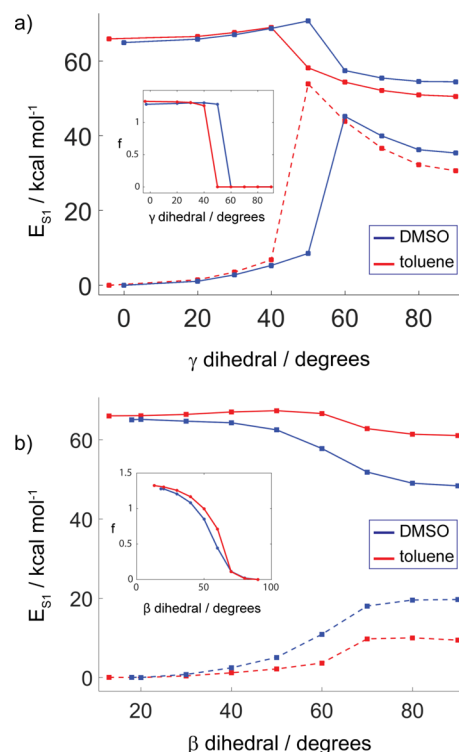 a)
E_S1 / kcal mol⁻¹
60
40
20
0
f
1
0
0 20 40 60 80
γ dihedral / degrees
DMSO
toluene
0 20 40 60 80
γ dihedral / degrees
b)
E_S1 / kcal mol⁻¹
60
40
20
0
f
1.5
1
0.5
0
0 50 100
β dihedral / degrees
DMSO
toluene
20 40 60 80
β dihedral / degrees